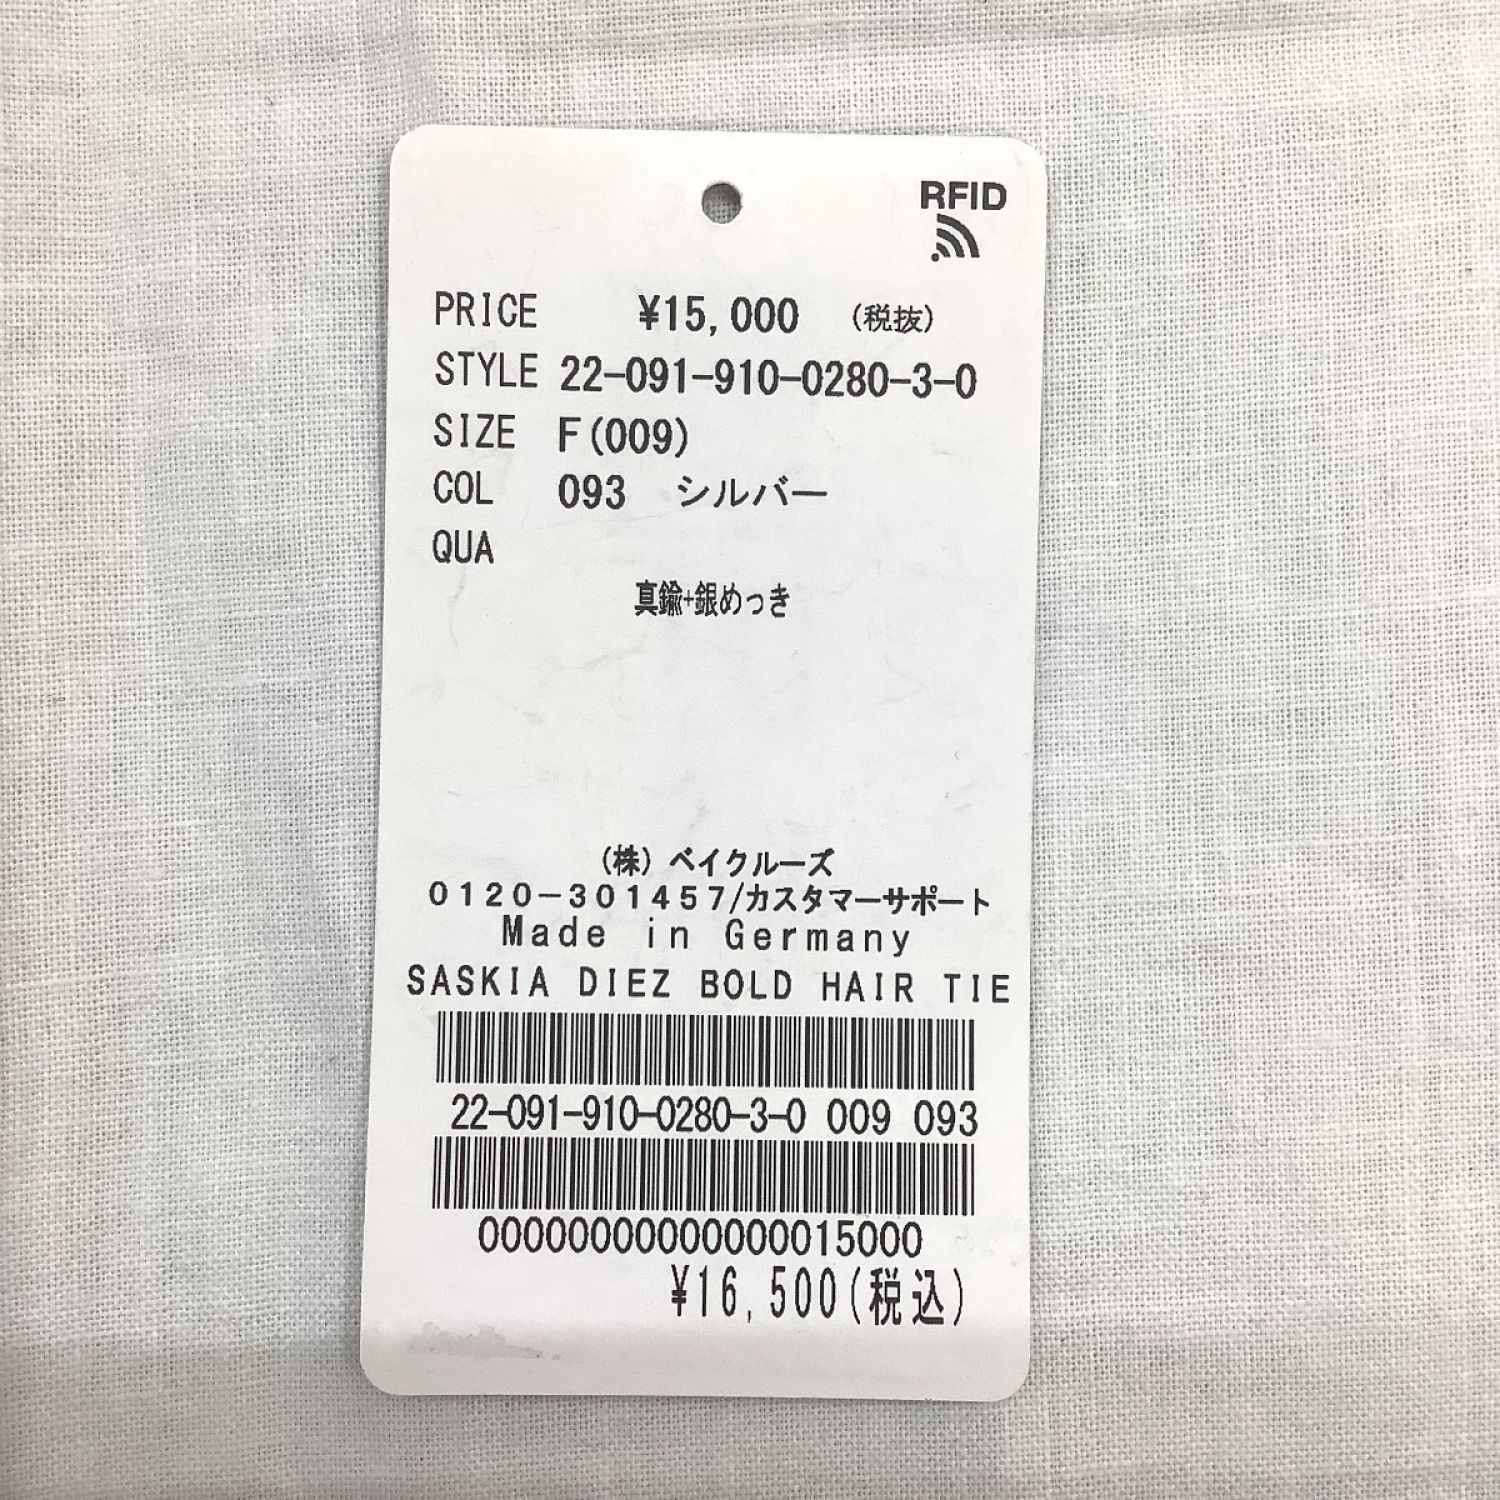 RFID
PRICE ¥15,000 (税抜)
STYLE 22-091-910-0280-3-0
SIZE F(009)
COL 093 シルバー
QUA
真鍮+銀めっき
(株)ベイクルーズ
0120-301457/カスタマーサポート
Made in Germany
SASKIA DIEZ BOLD HAIR TIE
22-091-910-0280-3-0 009 093
00000000000000015000
¥16,500(税込)